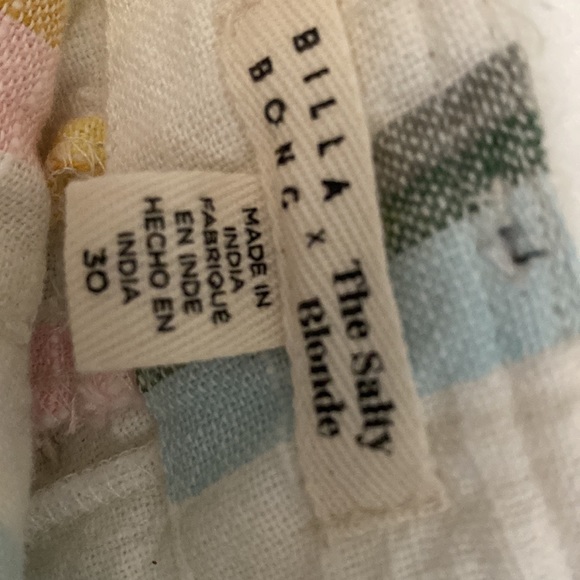 BILLA
BONG x The Salty
Blonde
MADE IN
INDIA
FABRIQUÉ
EN INDE
HECHO EN
INDIA
30